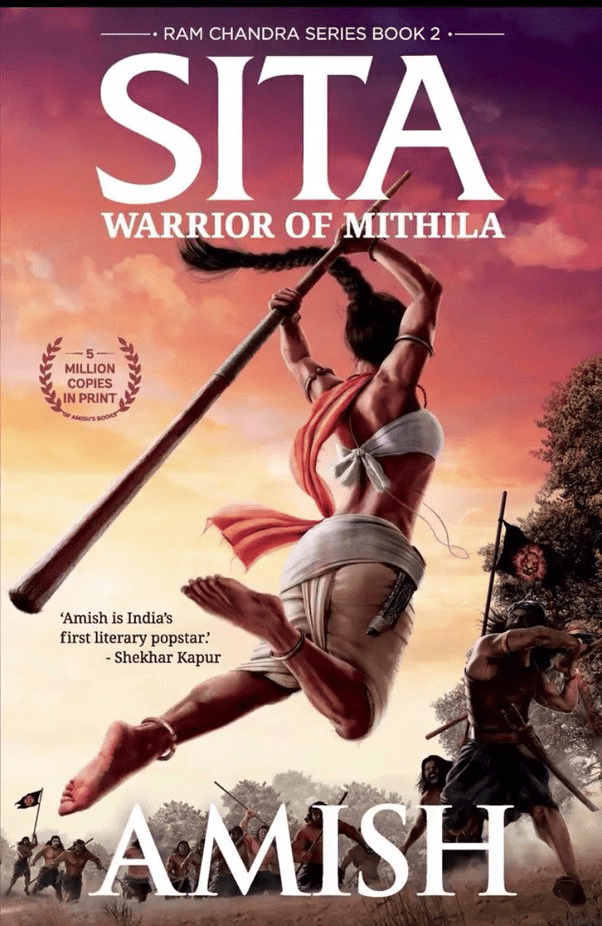 RAM CHANDRA SERIES BOOK 2
SITA
WARRIOR OF MITHILA
5
MILLION
COPIES
IN PRINT
OF AMISH'S BOOKS
'Amish is India's
first literary popstar.'
- Shekhar Kapur
AMISH